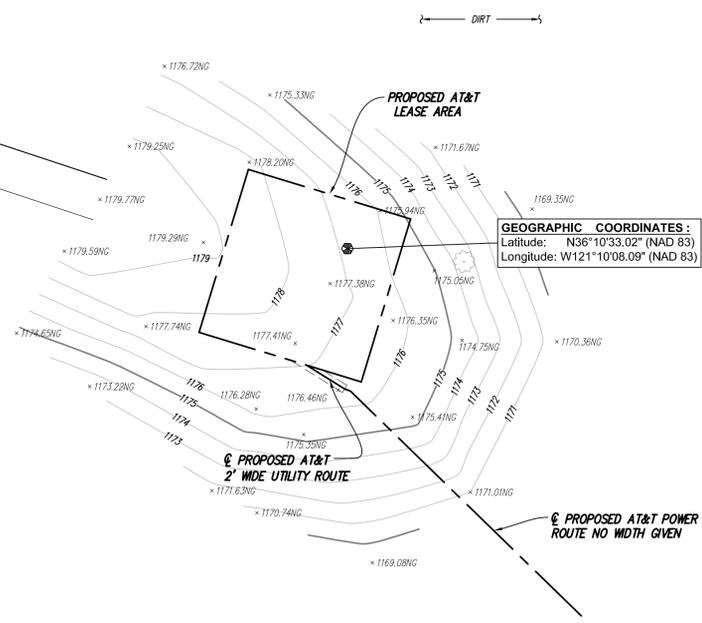 DIRT
1176.72NG
1175.33NG
PROPOSED AT&T
LEASE AREA
1179.25NG
1171.67NG
1178.20NG
1176
1175
1174
1173
1172
1171
1179.77NG
1175.94NG
1169.35NG
GEOGRAPHIC COORDINATES :
Latitude: N36°10'33.02" (NAD 83)
Longitude: W121°10'08.09" (NAD 83)
1179.29NG
1179.59NG
1179
1175.05NG
1177.38NG
1178
1177
1176.35NG
1177.74NG
1174.65NG
1177.41NG
1174.75NG
1170.36NG
1176
1175
1174
1173
1172
1171
1173.22NG
1176
1175
1174
1173
1176.28NG
1176.46NG
1175.41NG
1175.35NG
℄ PROPOSED AT&T
2' WIDE UTILITY ROUTE
1171.63NG
1171.01NG
1170.74NG
℄ PROPOSED AT&T POWER
ROUTE NO WIDTH GIVEN
1169.08NG